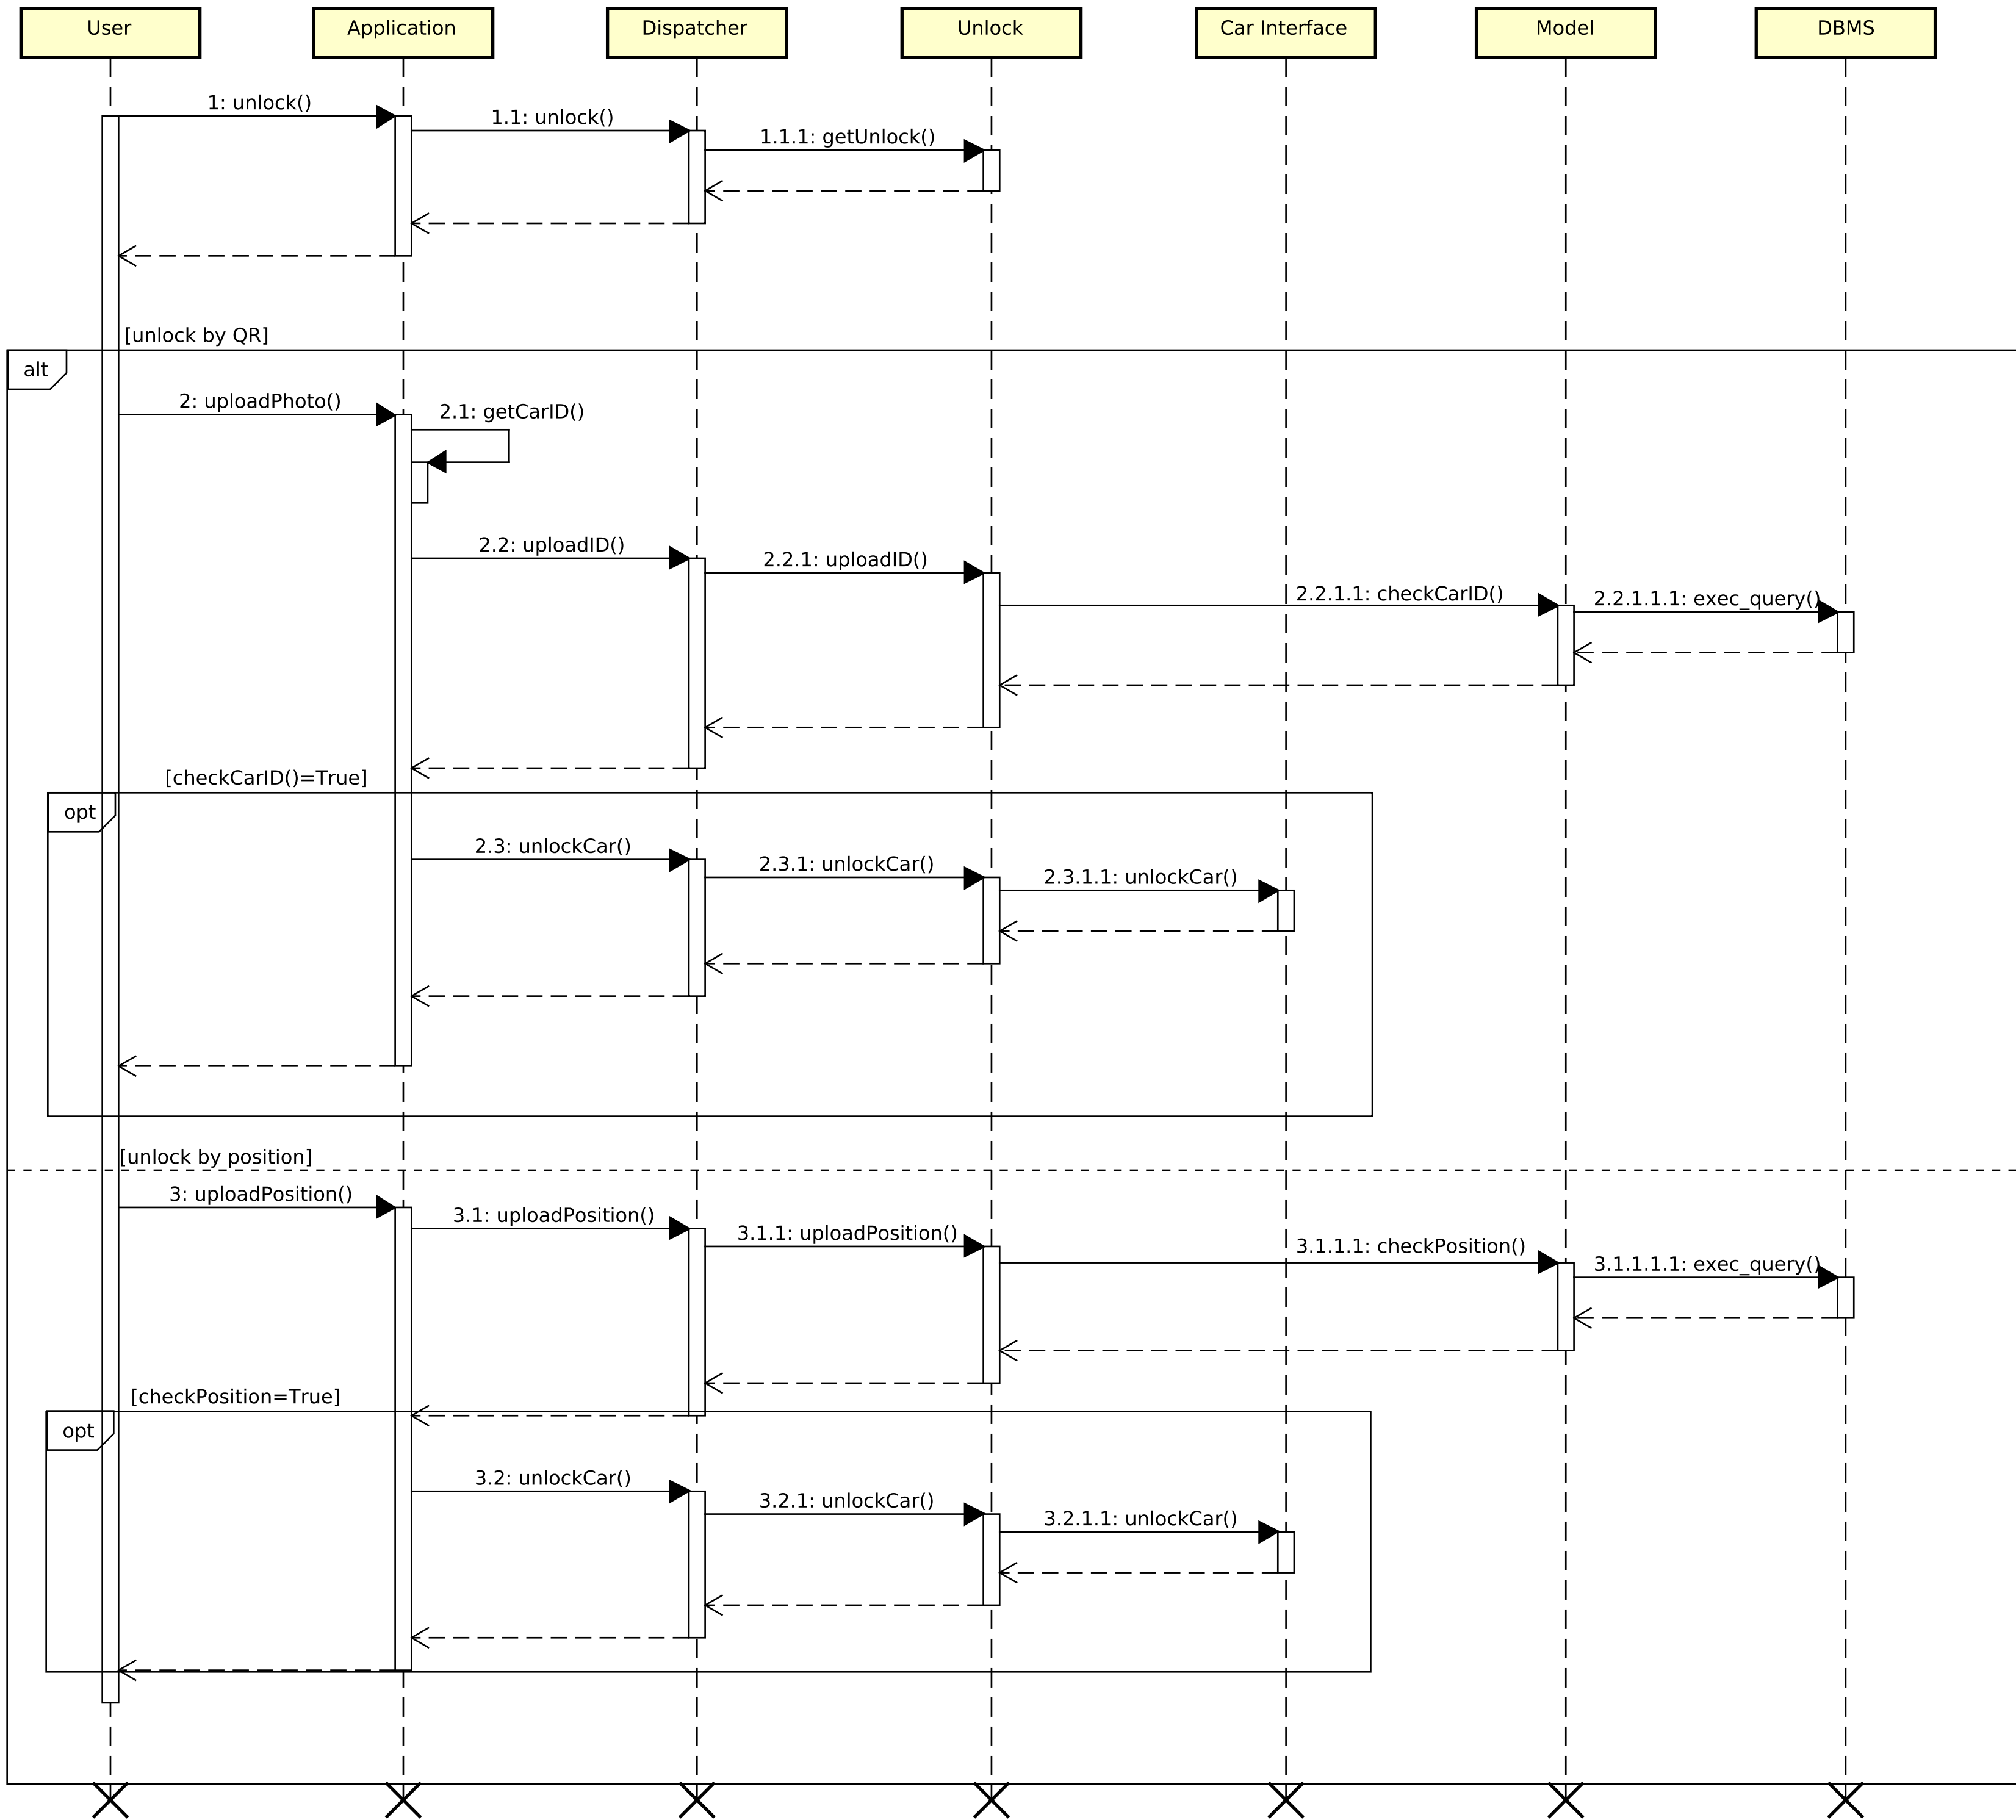 User
Application
Dispatcher
Unlock
Car Interface
Model
DBMS
1: unlock()
1.1: unlock()
1.1.1: getUnlock()
[unlock by QR]
alt
2: uploadPhoto()
2.1: getCarID()
2.2: uploadID()
2.2.1: uploadID()
2.2.1.1: checkCarID()
2.2.1.1.1: exec_query()
[checkCarID()=True]
opt
2.3: unlockCar()
2.3.1: unlockCar()
2.3.1.1: unlockCar()
[unlock by position]
3: uploadPosition()
3.1: uploadPosition()
3.1.1: uploadPosition()
3.1.1.1: checkPosition()
3.1.1.1.1: exec_query()
[checkPosition=True]
opt
3.2: unlockCar()
3.2.1: unlockCar()
3.2.1.1: unlockCar()